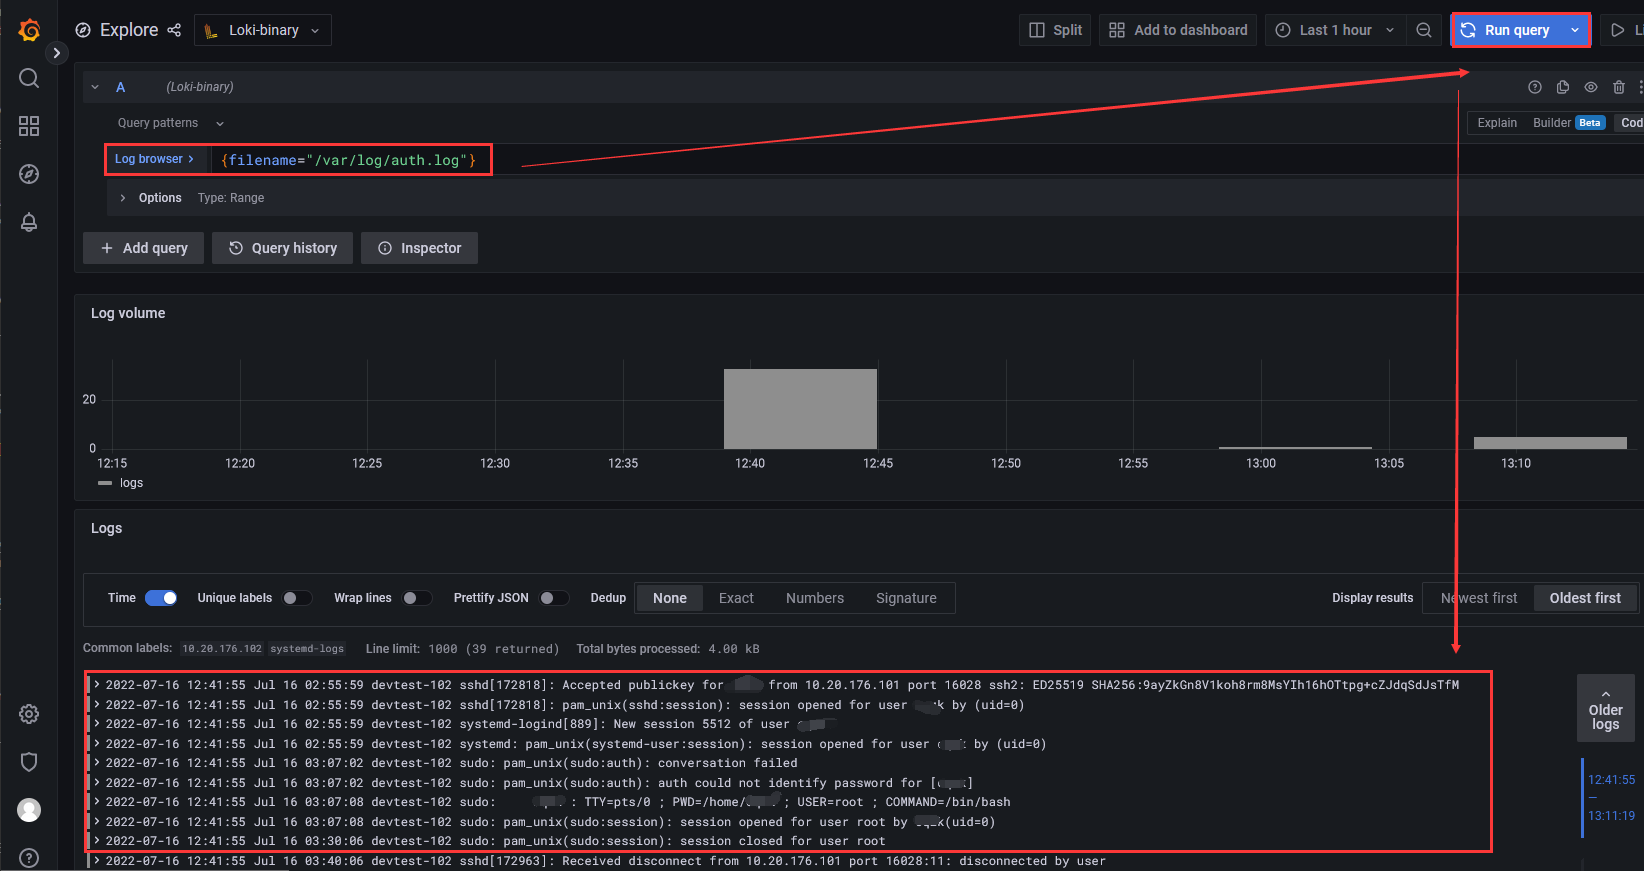 Explore Loki-binary Split Add to dashboard Last 1 hour Run query
A (Loki-binary)
Query patterns
Explain Builder Beta
Log browser > {filename="/var/log/auth.log"}
Options Type: Range
+ Add query Query history Inspector
Log volume
20
0
12:15 12:20 12:25 12:30 12:35 12:40 12:45 12:50 12:55 13:00 13:05 13:10
logs
Logs
Time Unique labels Wrap lines Prettify JSON Dedup None Exact Numbers Signature Display results Newest first Oldest first
Common labels: 10.20.176.102 systemd-logs Line limit: 1000 (39 returned) Total bytes processed: 4.00 kB
> 2022-07-16 12:41:55 Jul 16 02:55:59 devtest-102 sshd[172818]: Accepted publickey for from 10.20.176.101 port 16028 ssh2: ED25519 SHA256:9ayZkGn8V1koh8rm8MsYIh16hOTtpg+cZJdqSdJsTfM
> 2022-07-16 12:41:55 Jul 16 02:55:59 devtest-102 sshd[172818]: pam_unix(sshd:session): session opened for user by (uid=0)
> 2022-07-16 12:41:55 Jul 16 02:55:59 devtest-102 systemd-logind[889]: New session 5512 of user
> 2022-07-16 12:41:55 Jul 16 02:55:59 devtest-102 systemd: pam_unix(systemd-user:session): session opened for user by (uid=0)
> 2022-07-16 12:41:55 Jul 16 03:07:02 devtest-102 sudo: pam_unix(sudo:auth): conversation failed
> 2022-07-16 12:41:55 Jul 16 03:07:02 devtest-102 sudo: pam_unix(sudo:auth): auth could not identify password for [ ]
> 2022-07-16 12:41:55 Jul 16 03:07:08 devtest-102 sudo: : TTY=pts/0 ; PWD=/home/ ; USER=root ; COMMAND=/bin/bash
> 2022-07-16 12:41:55 Jul 16 03:07:08 devtest-102 sudo: pam_unix(sudo:session): session opened for user root by (uid=0)
> 2022-07-16 12:41:55 Jul 16 03:30:06 devtest-102 sudo: pam_unix(sudo:session): session closed for user root
> 2022-07-16 12:41:55 Jul 16 03:40:06 devtest-102 sshd[172963]: Received disconnect from 10.20.176.101 port 16028:11: disconnected by user
Older
logs
12:41:55
—
13:11:19